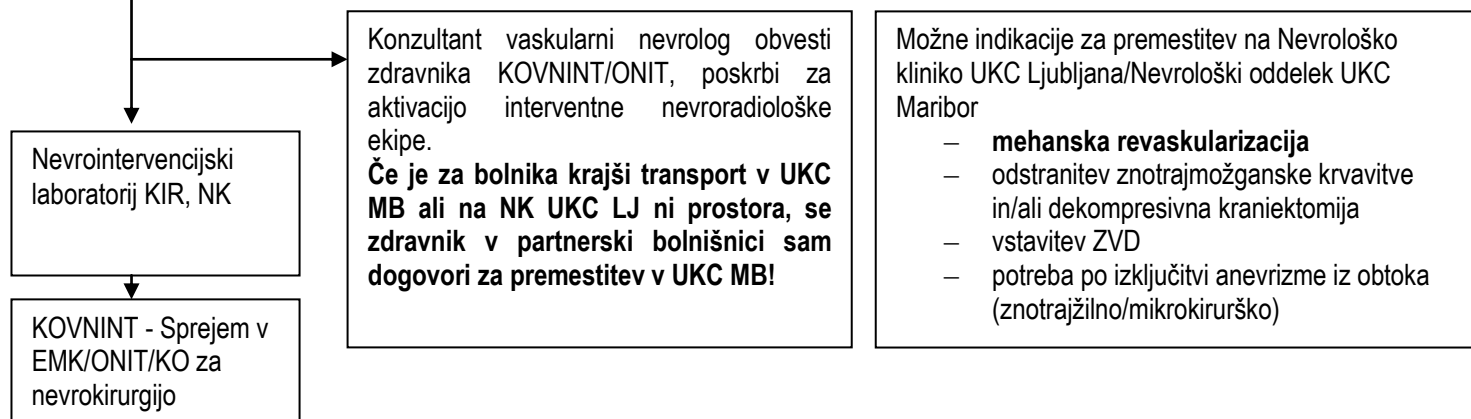 Konzultant vaskularni nevrolog obvesti
zdravnika KOVNINT/ONIT, poskrbi za
aktivacijo interventne nevroradiološke
ekipe.
Če je za bolnika krajši transport v UKC
MB ali na NK UKC LJ ni prostora, se
zdravnik v partnerski bolnišnici sam
dogovori za premestitev v UKC MB!
Možne indikacije za premestitev na Nevrološko
kliniko UKC Ljubljana/Nevrološki oddelek UKC
Maribor
– mehanska revaskularizacija
– odstranitev znotrajmožganske krvavitve
in/ali dekompresivna kraniektomija
– vstavitev ZVD
– potreba po izključitvi anevrizme iz obtoka
(znotrajžilno/mikrokirurško)
Nevrointervencijski
laboratorij KIR, NK
KOVNINT - Sprejem v
EMK/ONIT/KO za
nevrokirurgijo